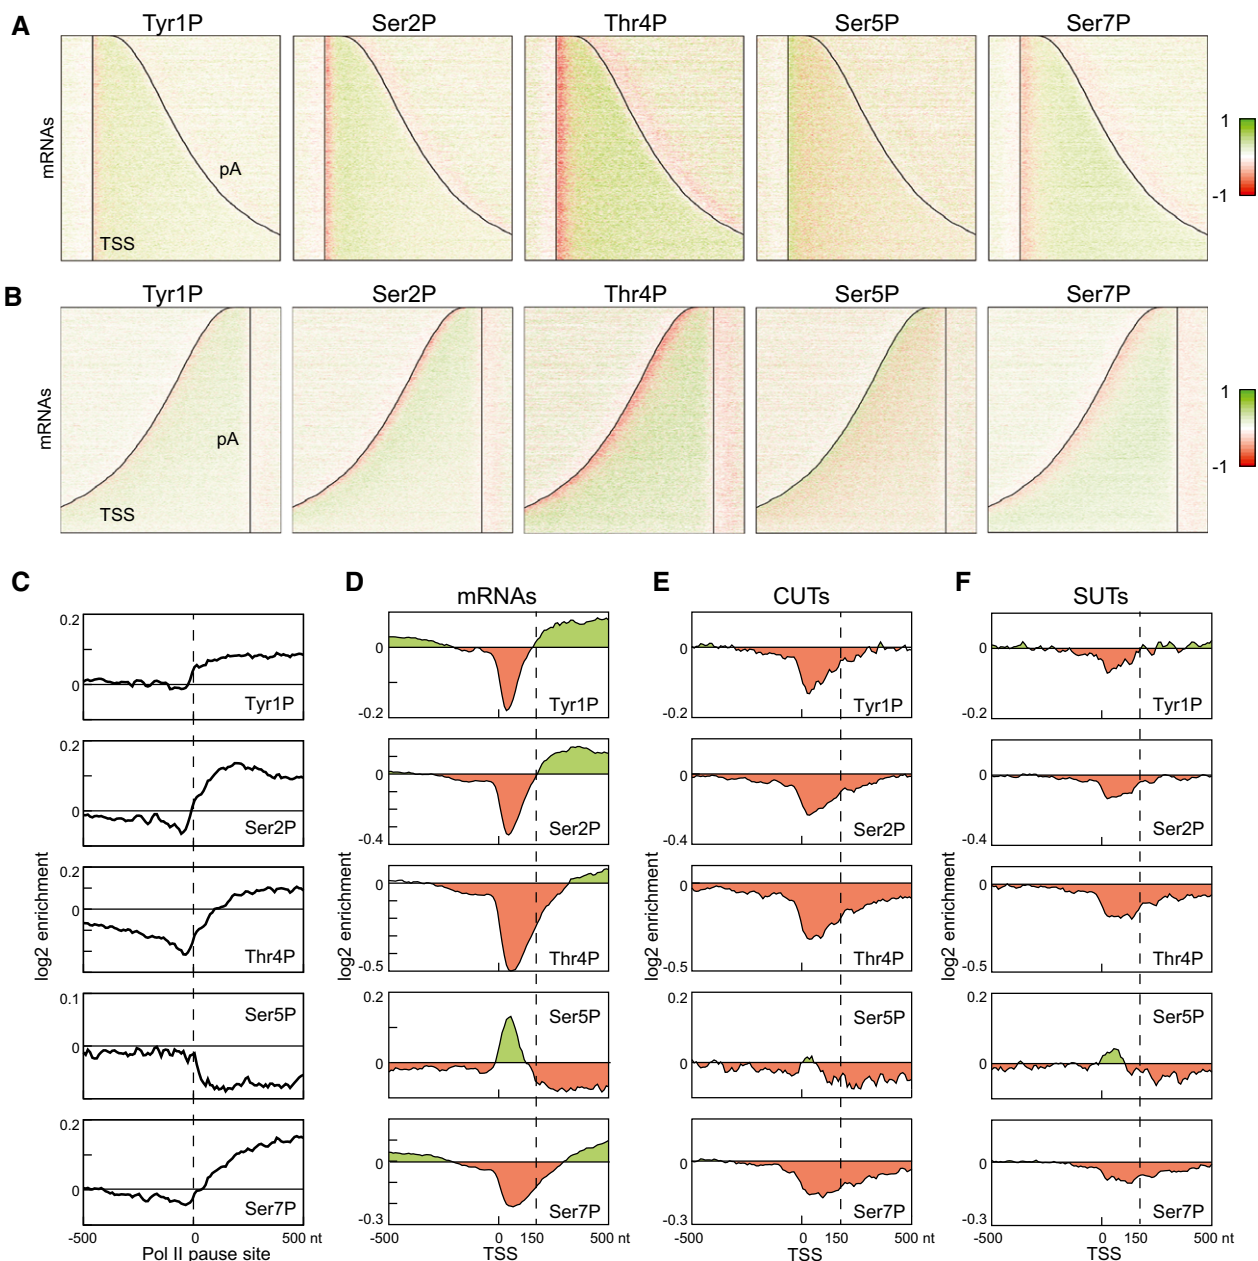 A
Tyr1P
Ser2P
Thr4P
Ser5P
Ser7P
mRNAs
TSS
pA
1
-1
B
Tyr1P
Ser2P
Thr4P
Ser5P
Ser7P
mRNAs
TSS
pA
1
-1
C
log2 enrichment
0.2
0
Tyr1P
0.2
0
Ser2P
0.2
0
Thr4P
0.1
0
Ser5P
0.2
0
Ser7P
-500
0
500 nt
Pol II pause site
D
mRNAs
log2 enrichment
0
-0.2
Tyr1P
0
-0.4
Ser2P
0
-0.5
Thr4P
0.2
0
Ser5P
0
-0.3
Ser7P
-500
0
150
500 nt
TSS
E
CUTs
log2 enrichment
0
-0.2
Tyr1P
0
-0.4
Ser2P
0
-0.5
Thr4P
0.2
0
Ser5P
0
-0.3
Ser7P
-500
0
150
500 nt
TSS
F
SUTs
0
-0.2
Tyr1P
0
-0.4
Ser2P
0
-0.5
Thr4P
0.2
0
Ser5P
0
-0.3
Ser7P
-500
0
150
500 nt
TSS